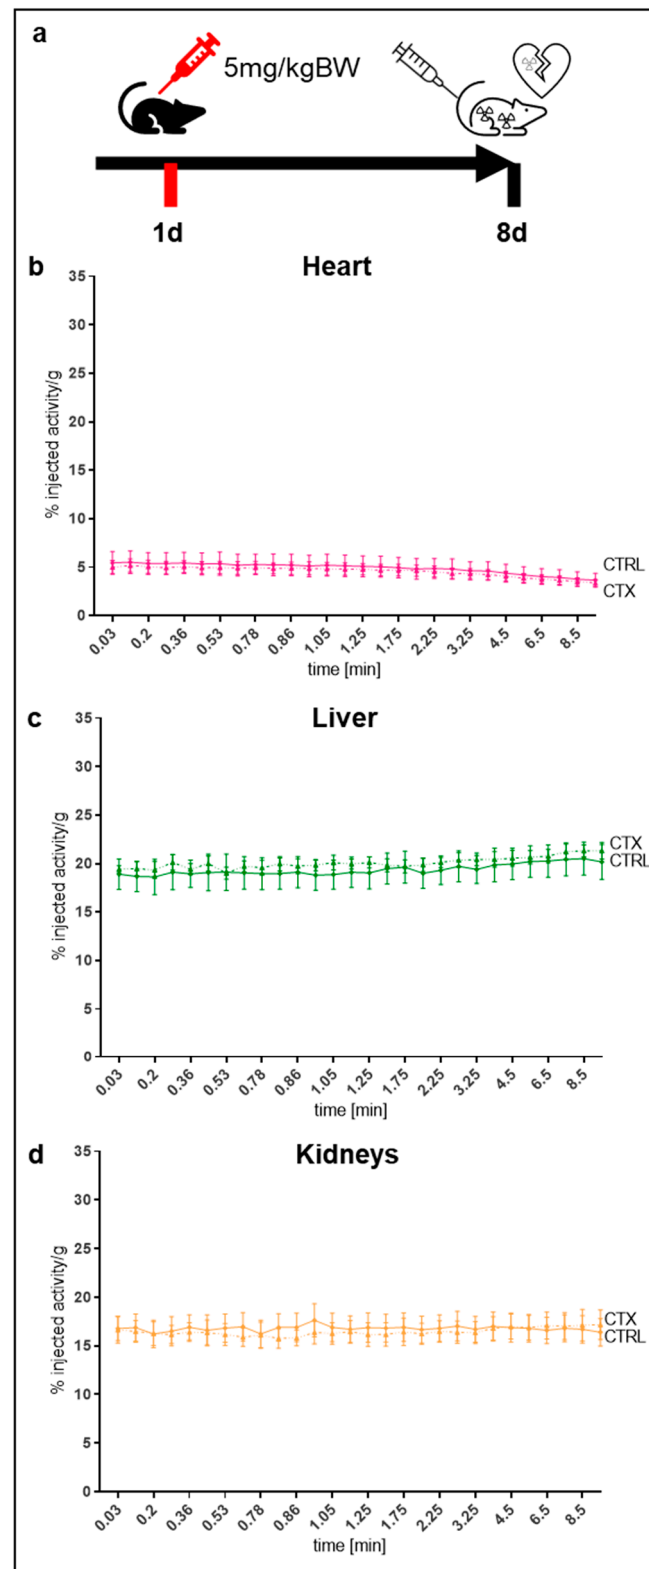 a
5mg/kgBW
1d 8d
b Heart
% injected activity/g
35
30
25
20
15
10
5
0
CTRL
CTX
0.03 0.2 0.36 0.53 0.78 0.86 1.05 1.25 1.75 2.25 3.25 4.5 6.5 8.5
time [min]
c Liver
% injected activity/g
35
30
25
20
15
10
5
0
CTX
CTRL
0.03 0.2 0.36 0.53 0.78 0.86 1.05 1.25 1.75 2.25 3.25 4.5 6.5 8.5
time [min]
d Kidneys
% injected activity/g
35
30
25
20
15
10
5
0
CTX
CTRL
0.03 0.2 0.36 0.53 0.78 0.86 1.05 1.25 1.75 2.25 3.25 4.5 6.5 8.5
time [min]